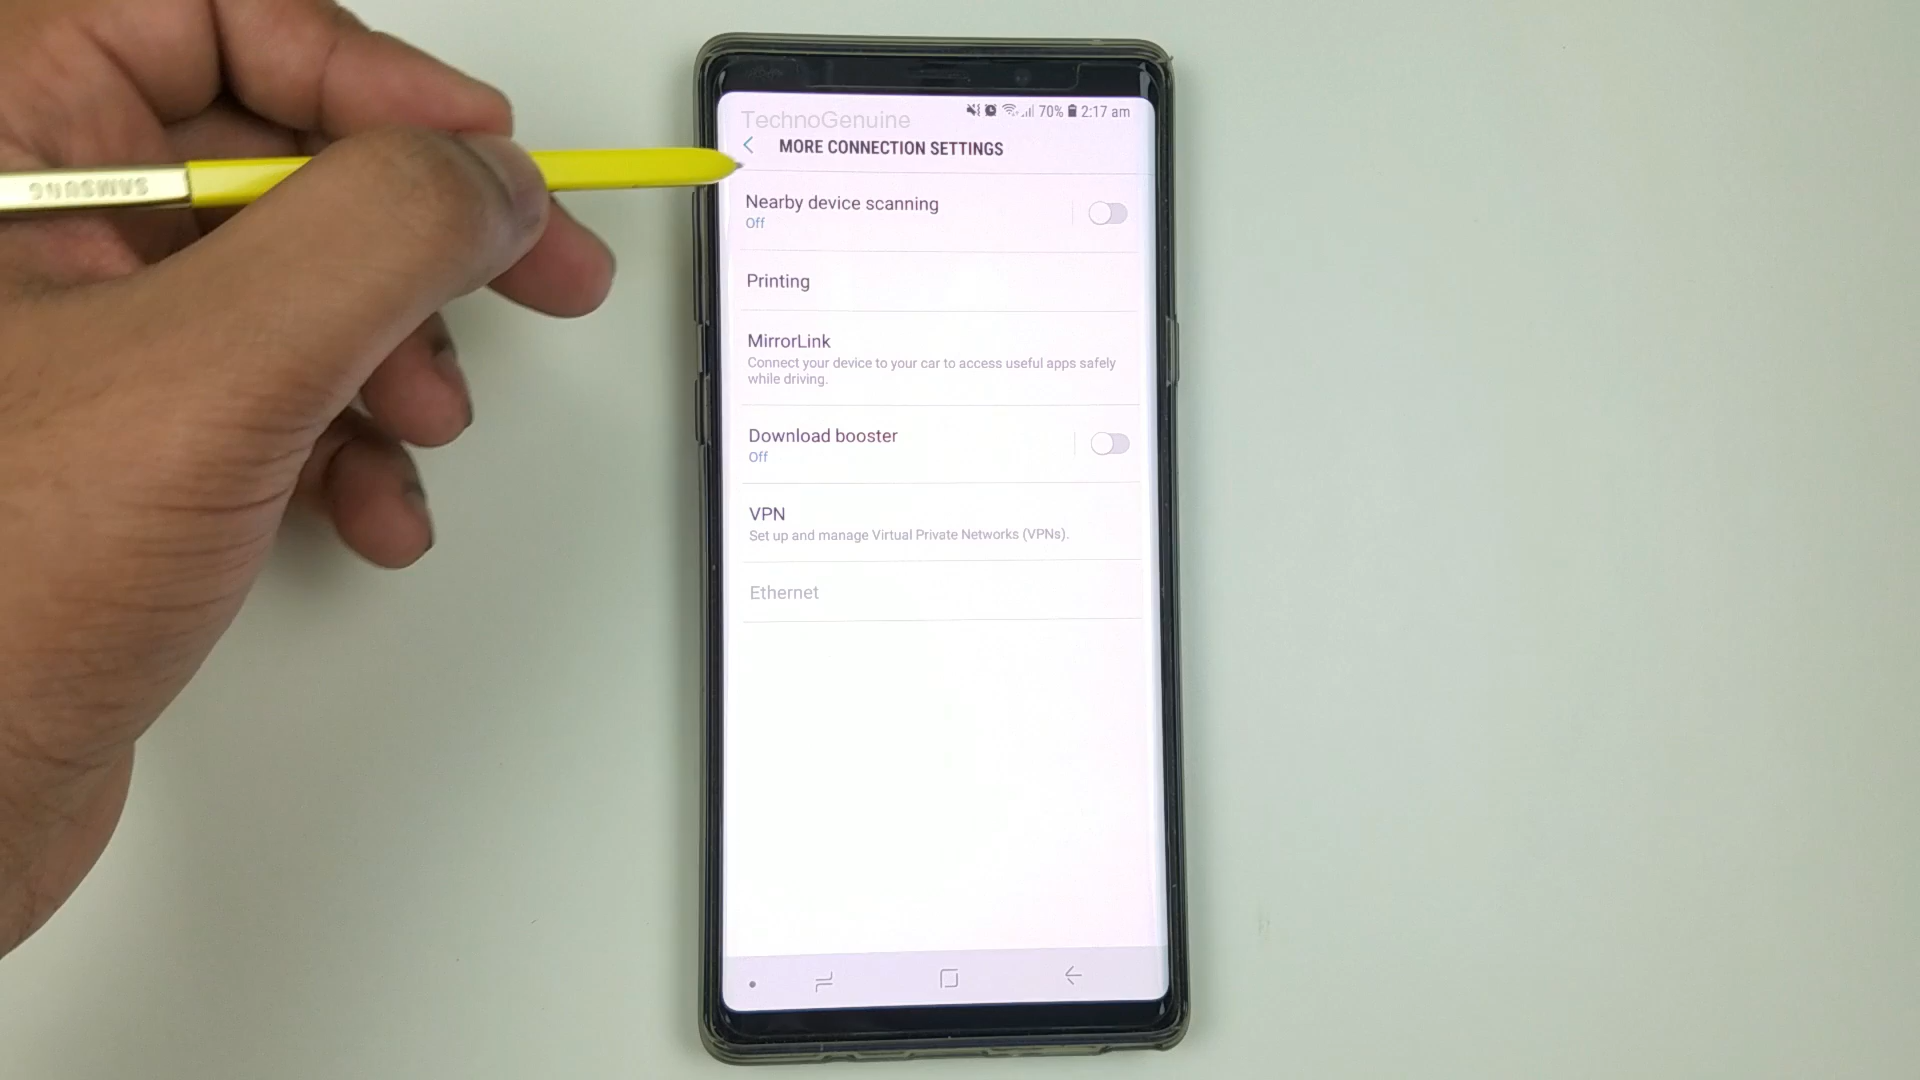 TechnoGenuine
70% 2:17 am
MORE CONNECTION SETTINGS
SAMSUNG
Nearby device scanning
Off
Printing
MirrorLink
Connect your device to your car to access useful apps safely
while driving.
Download booster
Off
VPN
Set up and manage Virtual Private Networks (VPNs).
Ethernet